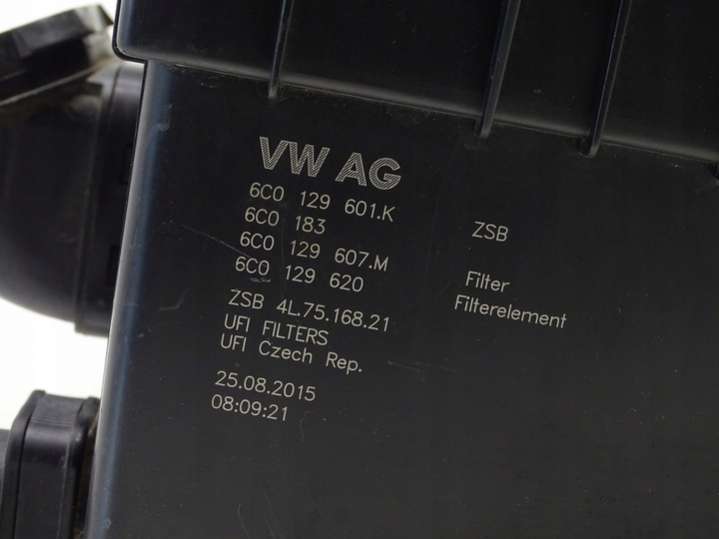 VW AG
6C0 129 601.K ZSB
6C0 183
6C0 129 607.M Filter
6C0 129 620 Filterelement
ZSB 4L.75.168.21
UFI FILTERS
UFI Czech Rep.
25.08.2015
08:09:21